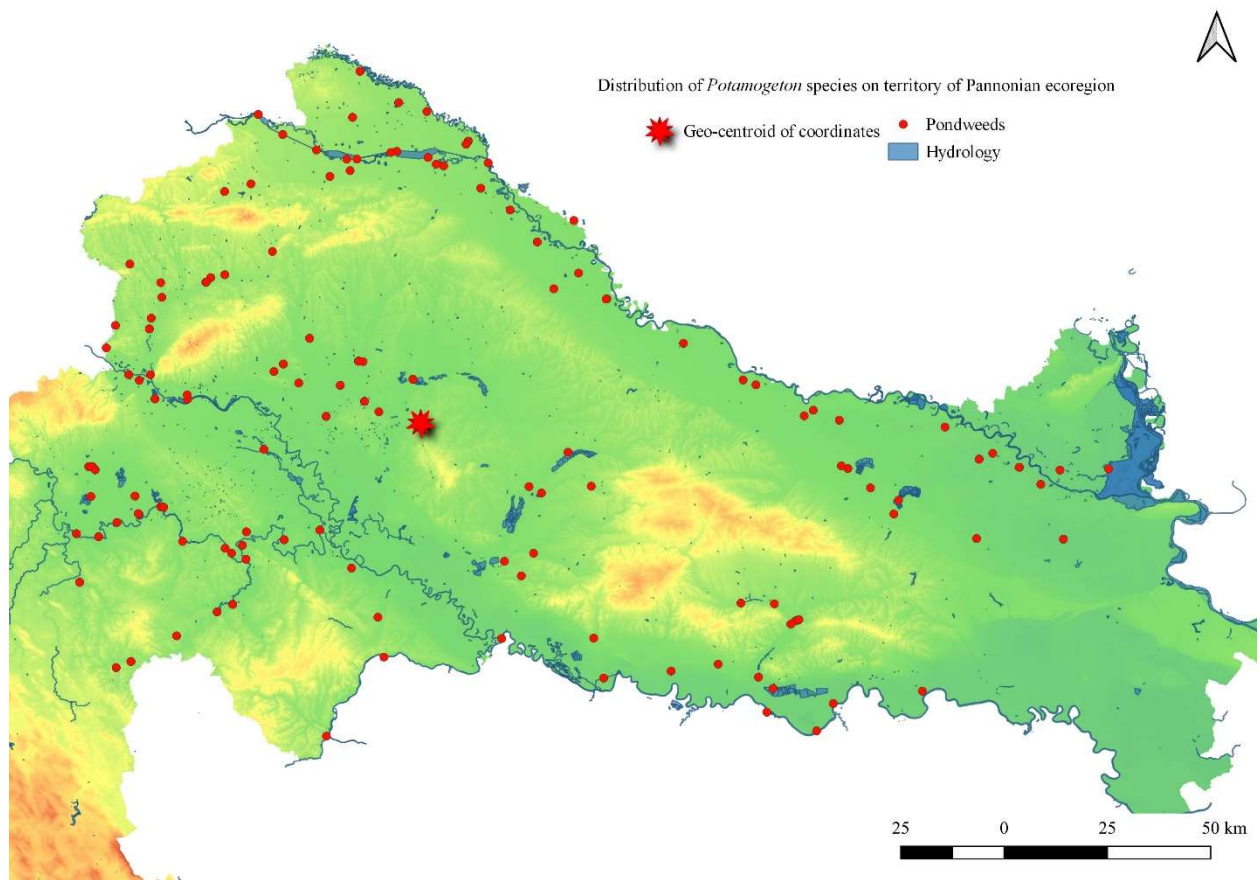 Distribution of Potamogeton species on territory of Pannonian ecoregion
Geo-centroid of coordinates
Pondweeds
Hydrology
25 0 25 50 km